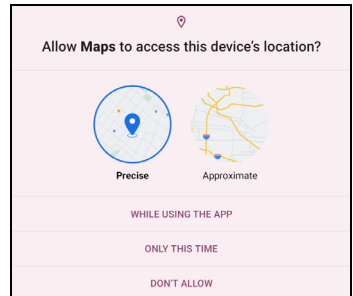 Allow Maps to access this device's location?
Precise
Approximate
WHILE USING THE APP
ONLY THIS TIME
DON'T ALLOW